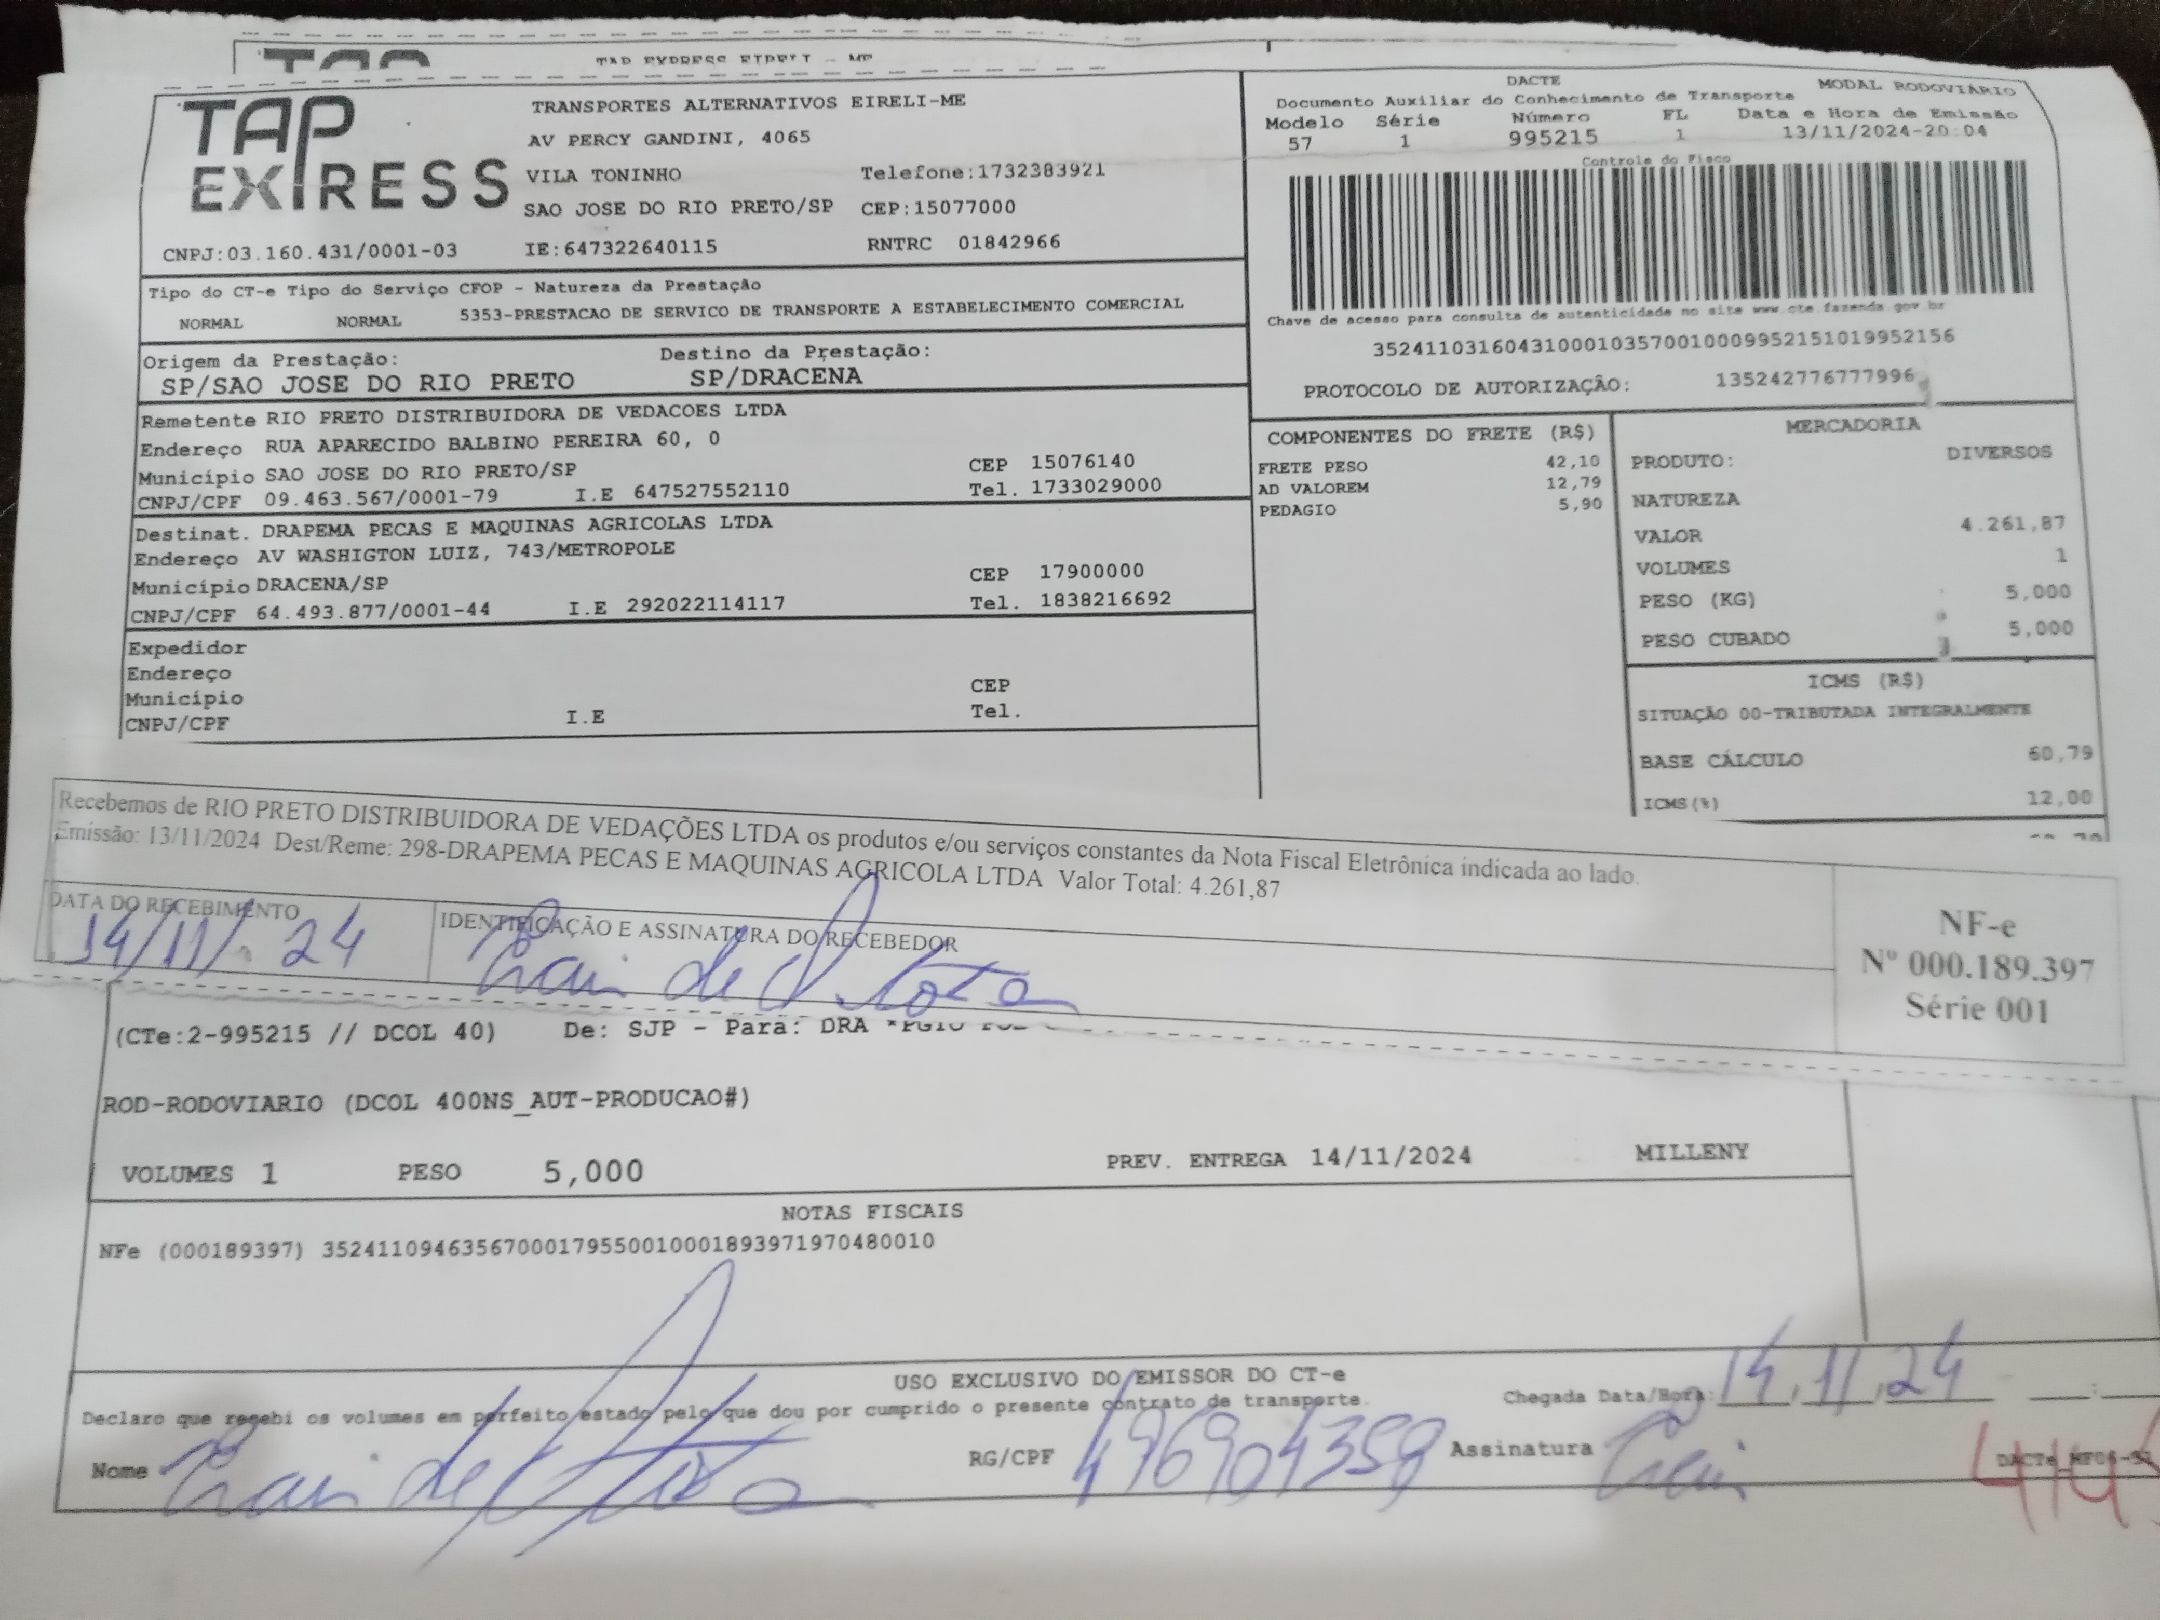 TAP EXPRESS EIRELI - ME
TAP
EXPRESS
TRANSPORTES ALTERNATIVOS EIRELI-ME
AV PERCY GANDINI, 4065
VILA TONINHO Telefone:1732383921
SAO JOSE DO RIO PRETO/SP CEP:15077000
CNPJ:03.160.431/0001-03 IE:647322640115 RNTRC 01842966
DACTE MODAL RODOVIÁRIO
Documento Auxiliar do Conhecimento de Transporte
Modelo Série Número FL Data e Hora de Emissão
57 1 995215 1 13/11/2024-20:04
Controle do Fisco
Chave de acesso para consulta de autenticidade no site www.cte.fazenda.gov.br
35241103160431000103570010009952151019952156
PROTOCOLO DE AUTORIZAÇÃO: 135242776777996
Tipo do CT-e Tipo do Serviço CFOP - Natureza da Prestação
NORMAL NORMAL 5353-PRESTACAO DE SERVICO DE TRANSPORTE A ESTABELECIMENTO COMERCIAL
Origem da Prestação: Destino da Prestação:
SP/SAO JOSE DO RIO PRETO SP/DRACENA
Remetente RIO PRETO DISTRIBUIDORA DE VEDACOES LTDA
Endereço RUA APARECIDO BALBINO PEREIRA 60, 0
Município SAO JOSE DO RIO PRETO/SP CEP 15076140
CNPJ/CPF 09.463.567/0001-79 I.E 647527552110 Tel. 1733029000
Destinat. DRAPEMA PECAS E MAQUINAS AGRICOLAS LTDA
Endereço AV WASHIGTON LUIZ, 743/METROPOLE
Município DRACENA/SP CEP 17900000
CNPJ/CPF 64.493.877/0001-44 I.E 292022114117 Tel. 1838216692
Expedidor
Endereço
Município CEP
CNPJ/CPF I.E Tel.
COMPONENTES DO FRETE (R$)
FRETE PESO 42,10
AD VALOREM 12,79
PEDAGIO 5,90
MERCADORIA
PRODUTO: DIVERSOS
NATUREZA
VALOR 4.261,87
VOLUMES 1
PESO (KG) 5,000
PESO CUBADO 5,000
ICMS (R$)
SITUAÇÃO 00-TRIBUTADA INTEGRALMENTE
BASE CÁLCULO 60,79
ICMS(%) 12,00
Recebemos de RIO PRETO DISTRIBUIDORA DE VEDAÇÕES LTDA os produtos e/ou serviços constantes da Nota Fiscal Eletrônica indicada ao lado.
Emissão: 13/11/2024 Dest/Reme: 298-DRAPEMA PECAS E MAQUINAS AGRICOLA LTDA Valor Total: 4.261,87
DATA DO RECEBIMENTO IDENTIFICAÇÃO E ASSINATURA DO RECEBEDOR
14/11/24
NF-e
Nº 000.189.397
Série 001
(CTe:2-995215 // DCOL 40) De: SJP - Para: DRA
ROD-RODOVIARIO (DCOL 400NS_AUT-PRODUCAO#)
VOLUMES 1 PESO 5,000 PREV. ENTREGA 14/11/2024 MILLENY
NOTAS FISCAIS
NFe (000189397) 35241109463567000179550010001893971970480010
USO EXCLUSIVO DO EMISSOR DO CT-e
Declaro que recebi os volumes em perfeito estado pelo que dou por cumprido o presente contrato de transporte. Chegada Data/Hora: 14.11.24 :
Nome RG/CPF 496904358 Assinatura